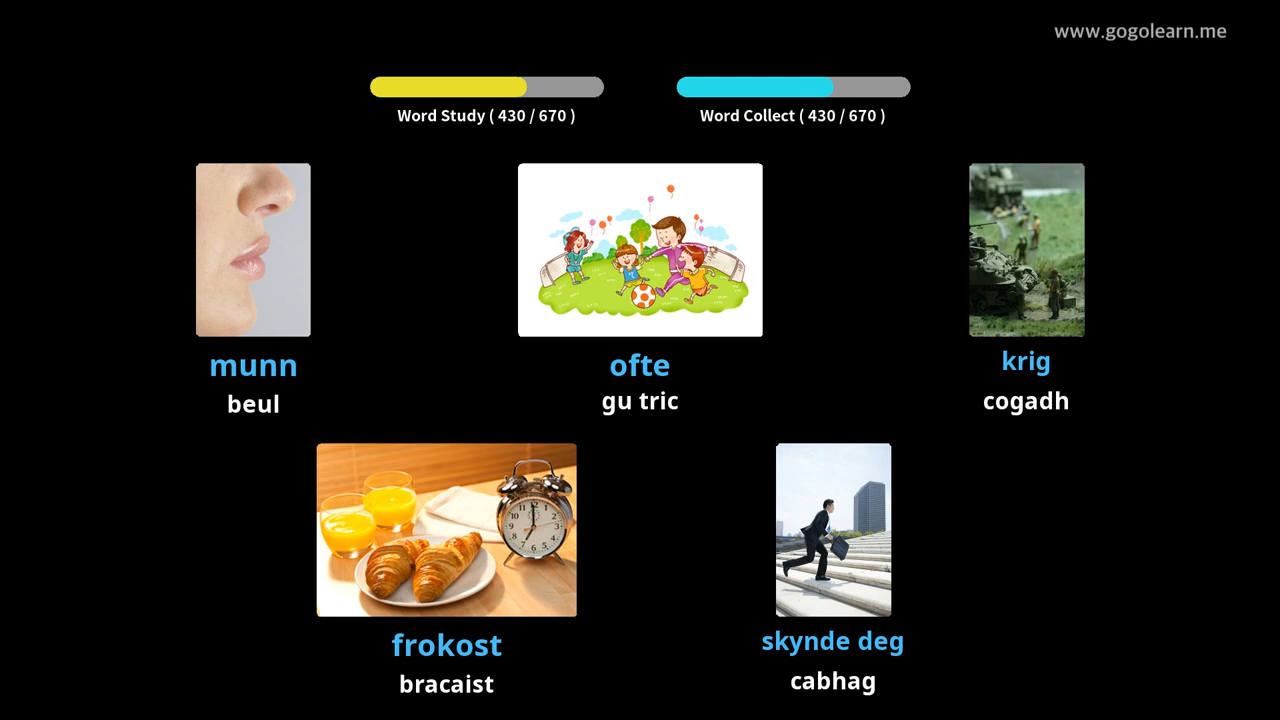 www.gogolearn.me
Word Study ( 430 / 670 )
Word Collect ( 430 / 670 )
munn
beul
ofte
gu tric
krig
cogadh
frokost
bracaist
skynde deg
cabhag